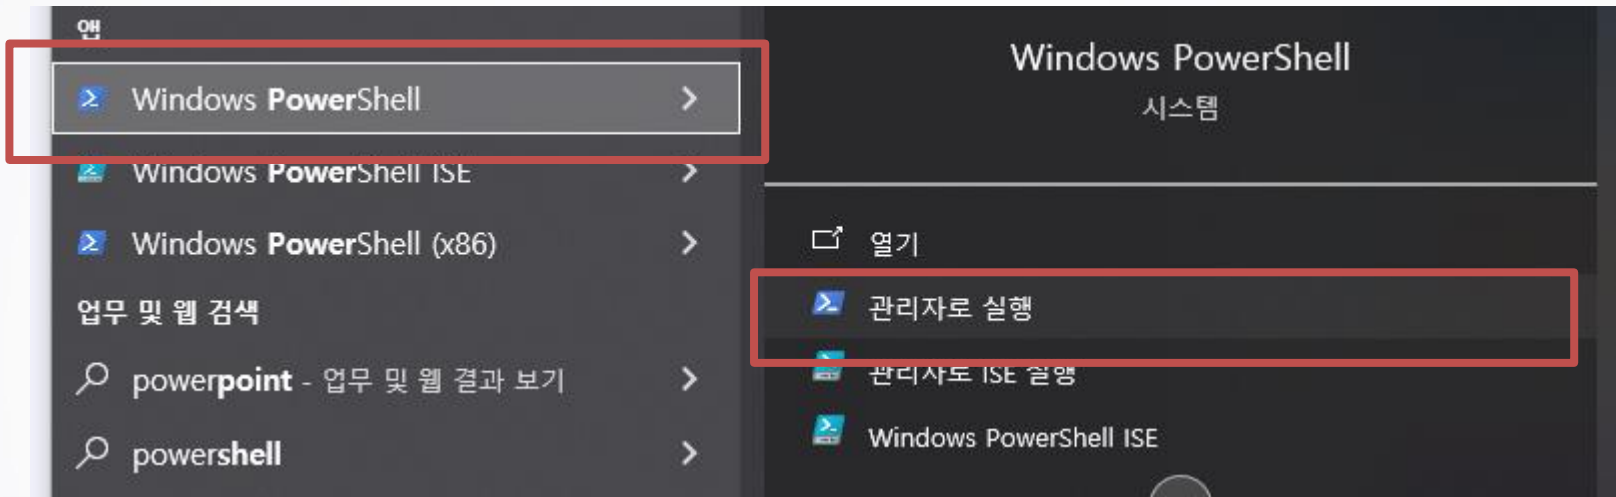 앱
Windows PowerShell
Windows PowerShell ISE
Windows PowerShell (x86)
업무 및 웹 검색
powerpoint - 업무 및 웹 결과 보기
powershell
Windows PowerShell
시스템
열기
관리자로 실행
관리자로 ISE 실행
Windows PowerShell ISE